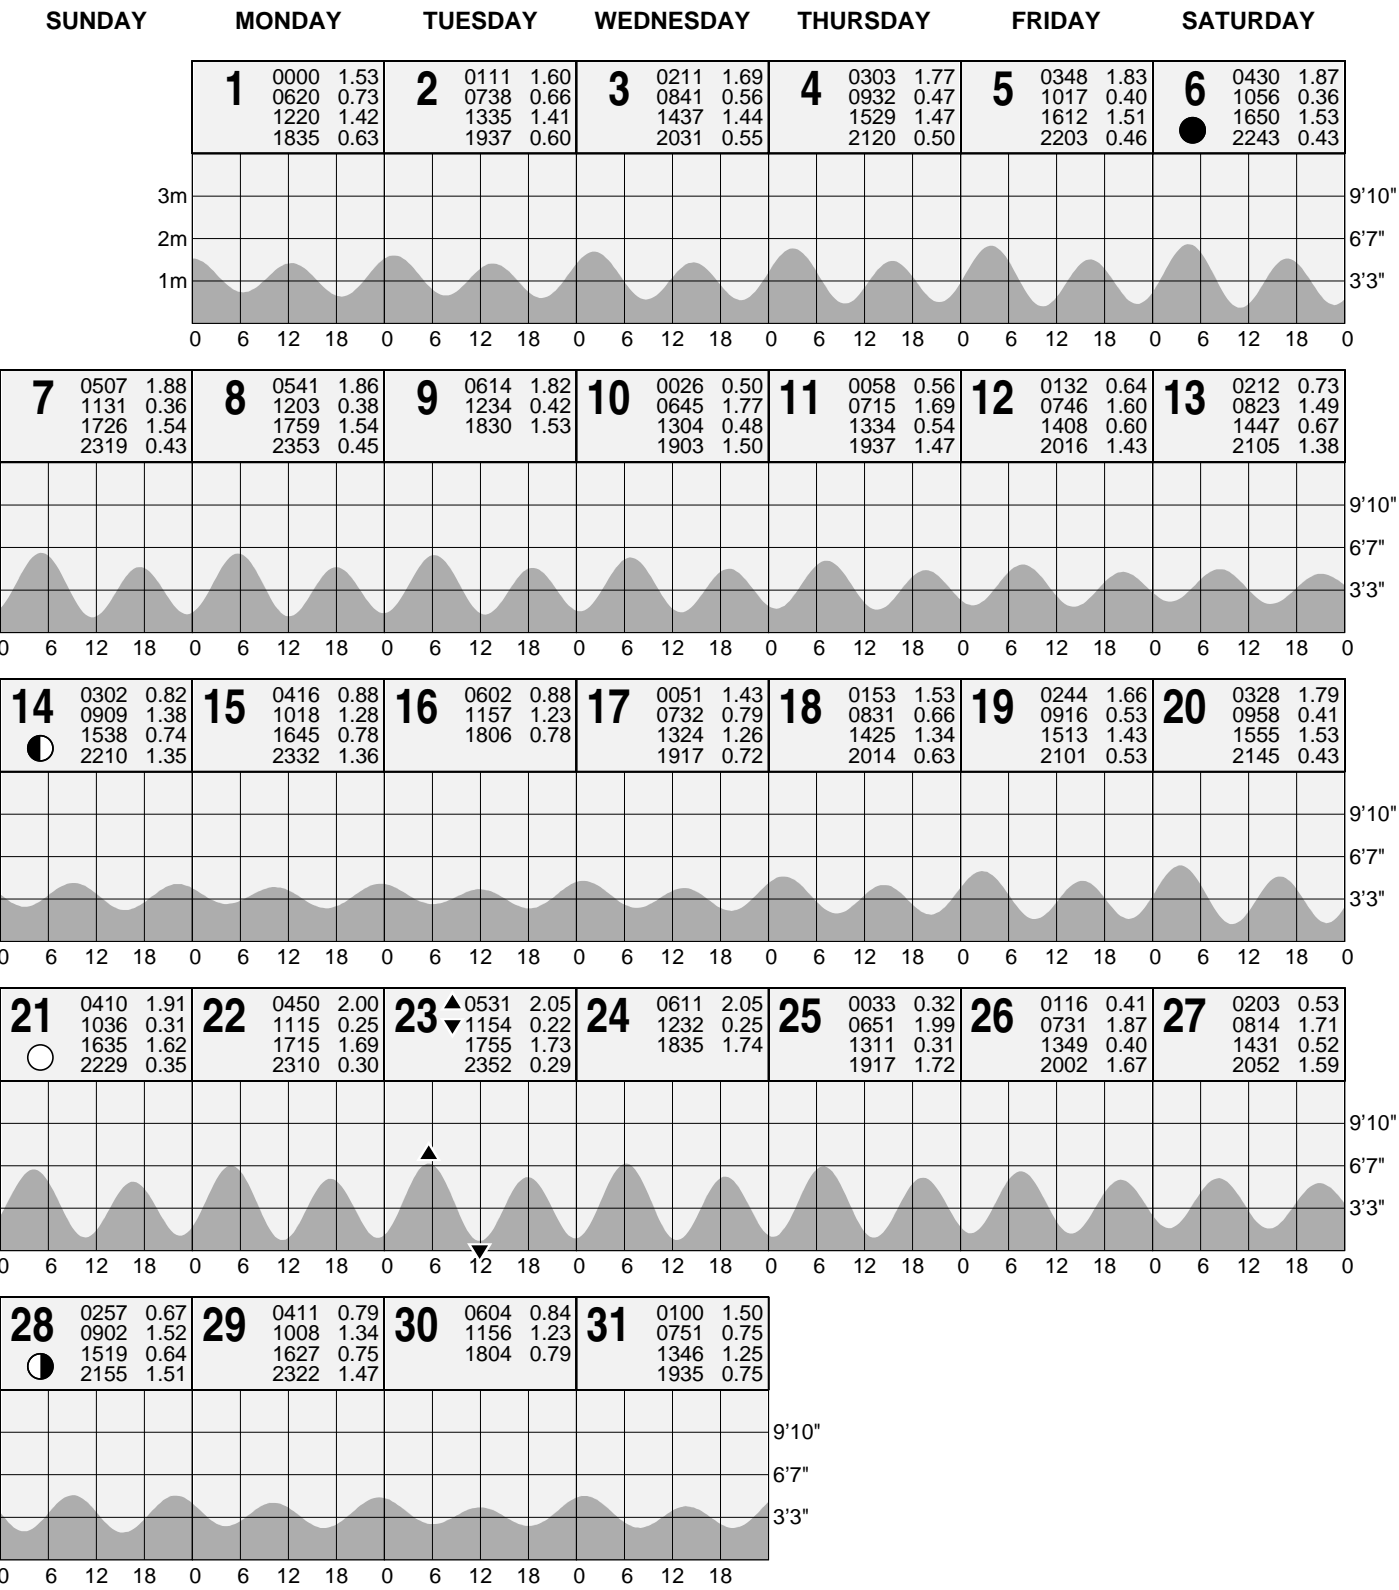 SUNDAY MONDAY TUESDAY WEDNESDAY THURSDAY FRIDAY SATURDAY
1 0000 1.53
0620 0.73
1220 1.42
1835 0.63
2 0111 1.60
0738 0.66
1335 1.41
1937 0.60
3 0211 1.69
0841 0.56
1437 1.44
2031 0.55
4 0303 1.77
0932 0.47
1529 1.47
2120 0.50
5 0348 1.83
1017 0.40
1612 1.51
2203 0.46
6 0430 1.87
1056 0.36
1650 1.53
2243 0.43
3m 9'10"
2m 6'7"
1m 3'3"
0 6 12 18 0 6 12 18 0 6 12 18 0 6 12 18 0 6 12 18 0 6 12 18 0
7 0507 1.88
1131 0.36
1726 1.54
2319 0.43
8 0541 1.86
1203 0.38
1759 1.54
2353 0.45
9 0614 1.82
1234 0.42
1830 1.53
10 0026 0.50
0645 1.77
1304 0.48
1903 1.50
11 0058 0.56
0715 1.69
1334 0.54
1937 1.47
12 0132 0.64
0746 1.60
1408 0.60
2016 1.43
13 0212 0.73
0823 1.49
1447 0.67
2105 1.38
9'10"
6'7"
3'3"
0 6 12 18 0 6 12 18 0 6 12 18 0 6 12 18 0 6 12 18 0 6 12 18 0 6 12 18 0
14 0302 0.82
0909 1.38
1538 0.74
2210 1.35
15 0416 0.88
1018 1.28
1645 0.78
2332 1.36
16 0602 0.88
1157 1.23
1806 0.78
17 0051 1.43
0732 0.79
1324 1.26
1917 0.72
18 0153 1.53
0831 0.66
1425 1.34
2014 0.63
19 0244 1.66
0916 0.53
1513 1.43
2101 0.53
20 0328 1.79
0958 0.41
1555 1.53
2145 0.43
9'10"
6'7"
3'3"
0 6 12 18 0 6 12 18 0 6 12 18 0 6 12 18 0 6 12 18 0 6 12 18 0 6 12 18 0
21 0410 1.91
1036 0.31
1635 1.62
2229 0.35
22 0450 2.00
1115 0.25
1715 1.69
2310 0.30
23 0531 2.05
1154 0.22
1755 1.73
2352 0.29
24 0611 2.05
1232 0.25
1835 1.74
25 0033 0.32
0651 1.99
1311 0.31
1917 1.72
26 0116 0.41
0731 1.87
1349 0.40
2002 1.67
27 0203 0.53
0814 1.71
1431 0.52
2052 1.59
9'10"
6'7"
3'3"
0 6 12 18 0 6 12 18 0 6 12 18 0 6 12 18 0 6 12 18 0 6 12 18 0 6 12 18 0
28 0257 0.67
0902 1.52
1519 0.64
2155 1.51
29 0411 0.79
1008 1.34
1627 0.75
2322 1.47
30 0604 0.84
1156 1.23
1804 0.79
31 0100 1.50
0751 0.75
1346 1.25
1935 0.75
9'10"
6'7"
3'3"
0 6 12 18 0 6 12 18 0 6 12 18 0 6 12 18